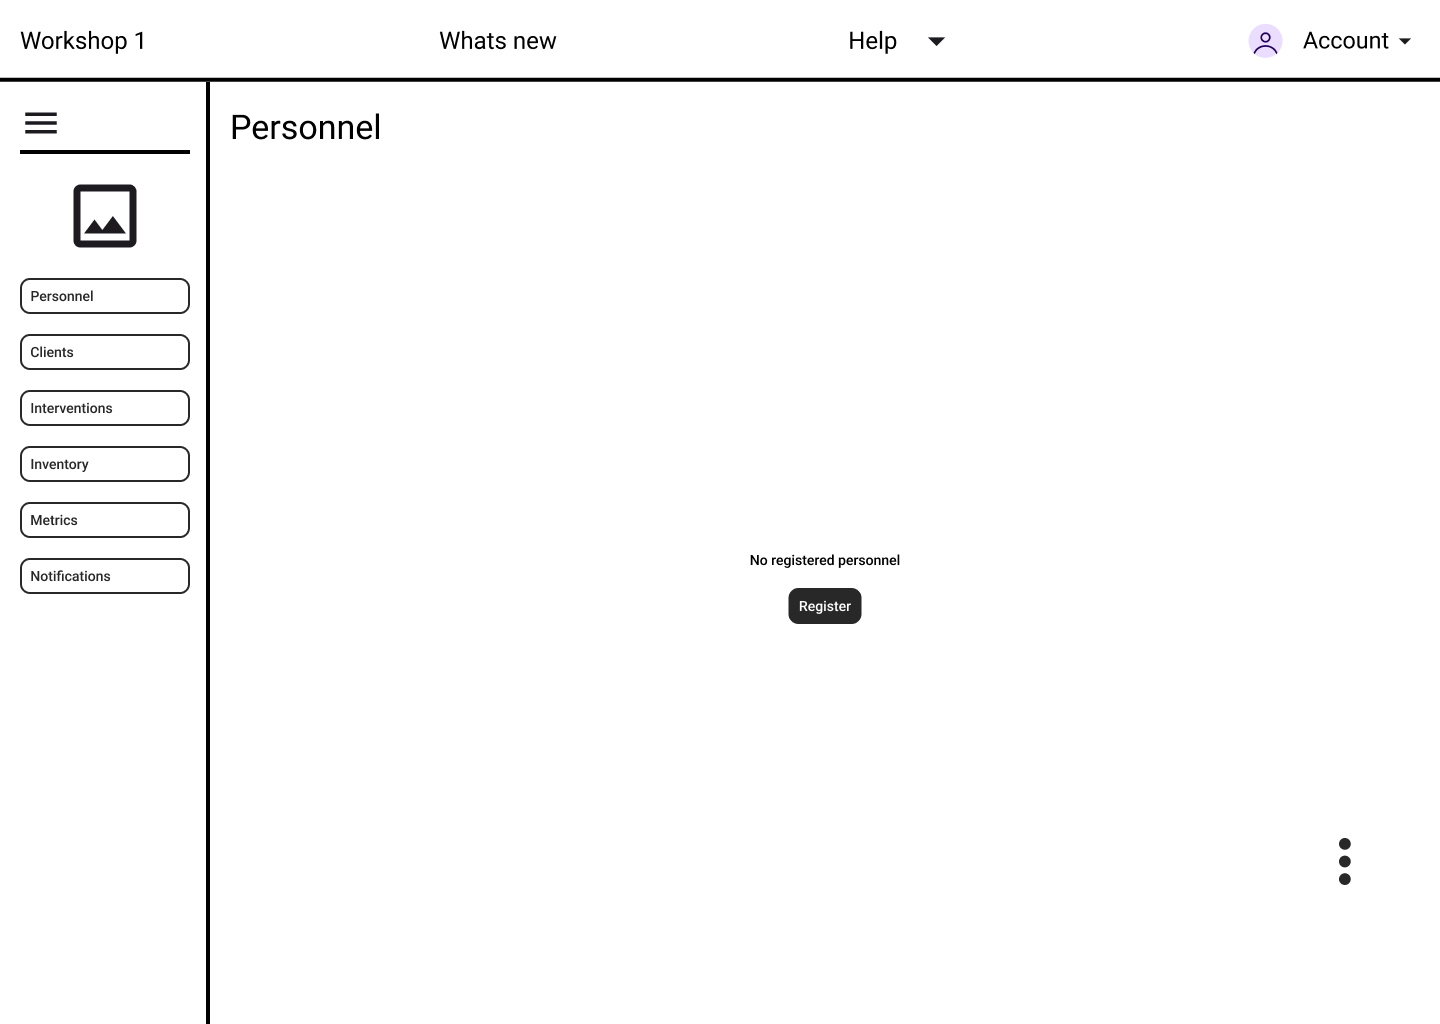 Workshop 1
Whats new
Help
Account
Personnel
Personnel
Clients
Interventions
Inventory
Metrics
Notifications
No registered personnel
Register